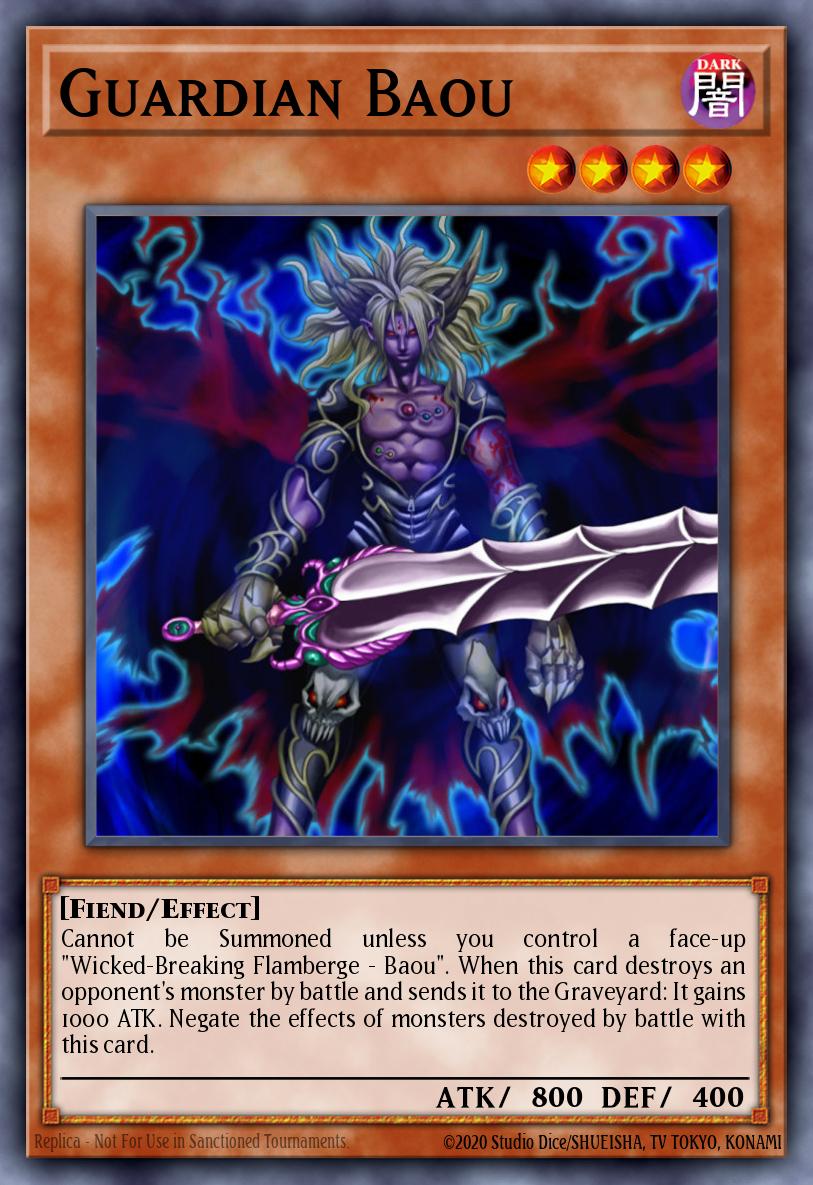 Guardian Baou
DARK
闇
[Fiend/Effect]
Cannot be Summoned unless you control a face-up
"Wicked-Breaking Flamberge - Baou". When this card destroys an
opponent's monster by battle and sends it to the Graveyard: It gains
1000 ATK. Negate the effects of monsters destroyed by battle with
this card.
ATK/ 800 DEF/ 400
Replica - Not For Use in Sanctioned Tournaments.
©2020 Studio Dice/SHUEISHA, TV TOKYO, KONAMI